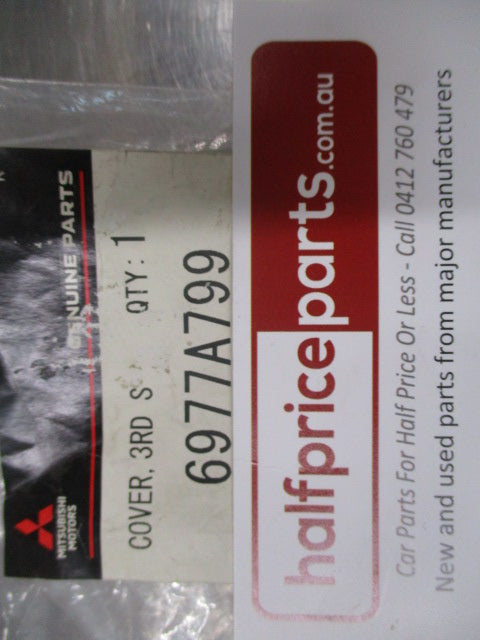 MITSUBISHI
MOTORS
GENUINE PARTS
COVER, 3RD S QTY: 1
6977A799
halfpriceparts.com.au
Car Parts For Half Price Or Less - Call 0412 760 479
New and used parts from major manufacturers